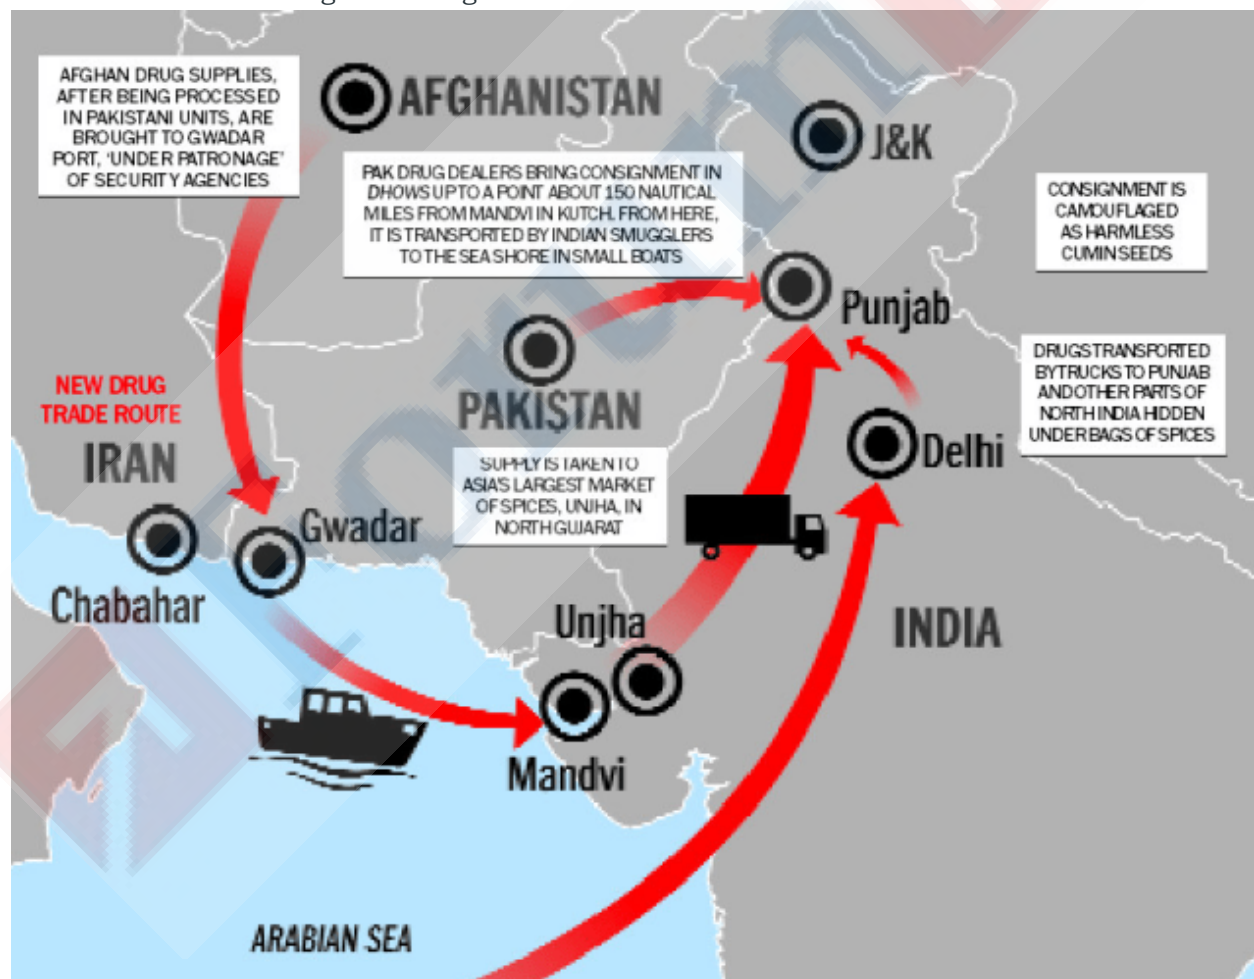 AFGHAN DRUG SUPPLIES,
AFTER BEING PROCESSED
IN PAKISTANI UNITS, ARE
BROUGHT TO GWADAR
PORT, ‘UNDER PATRONAGE’
OF SECURITY AGENCIES
AFGHANISTAN
J&K
PAK DRUG DEALERS BRING CONSIGNMENT IN
DHOWS UP TO A POINT ABOUT 150 NAUTICAL
MILES FROM MANDVI IN KUTCH. FROM HERE,
IT IS TRANSPORTED BY INDIAN SMUGGLERS
TO THE SEA SHORE IN SMALL BOATS
CONSIGNMENT IS
CAMOUFLAGED
AS HARMLESS
CUMIN SEEDS
Punjab
DRUGS TRANSPORTED
BY TRUCKS TO PUNJAB
AND OTHER PARTS OF
NORTH INDIA HIDDEN
UNDER BAGS OF SPICES
NEW DRUG
TRADE ROUTE
IRAN
PAKISTAN
SUPPLY IS TAKEN TO
ASIA'S LARGEST MARKET
OF SPICES, UNJHA, IN
NORTH GUJARAT
Delhi
Gwadar
Chabahar
Unjha
INDIA
Mandvi
ARABIAN SEA